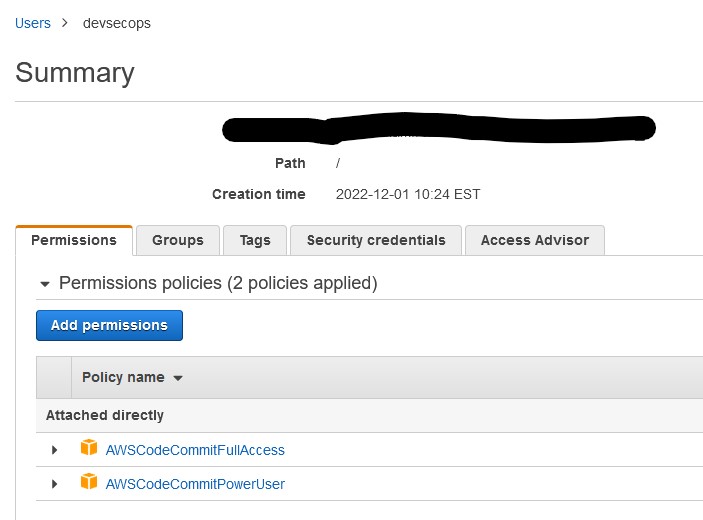 Users > devsecops
Summary
Path /
Creation time 2022-12-01 10:24 EST
Permissions Groups Tags Security credentials Access Advisor
Permissions policies (2 policies applied)
Add permissions
Policy name
Attached directly
AWSCodeCommitFullAccess
AWSCodeCommitPowerUser